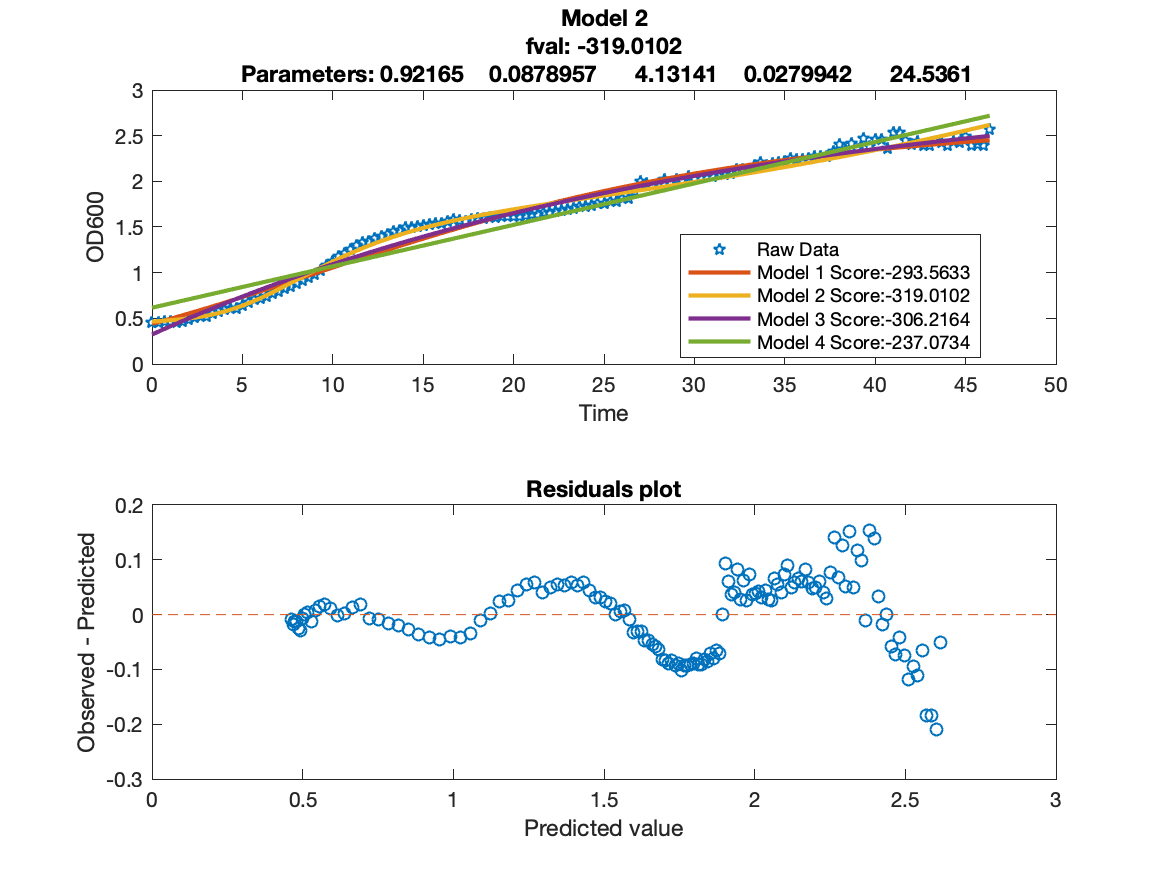 Model 2
fval: -319.0102
Parameters: 0.92165 0.0878957 4.13141 0.0279942 24.5361
3
2.5
2
1.5
1
0.5
0
OD600
Raw Data
Model 1 Score:-293.5633
Model 2 Score:-319.0102
Model 3 Score:-306.2164
Model 4 Score:-237.0734
0 5 10 15 20 25 30 35 40 45 50
Time
Residuals plot
0.2
0.1
0
-0.1
-0.2
-0.3
Observed - Predicted
0 0.5 1 1.5 2 2.5 3
Predicted value